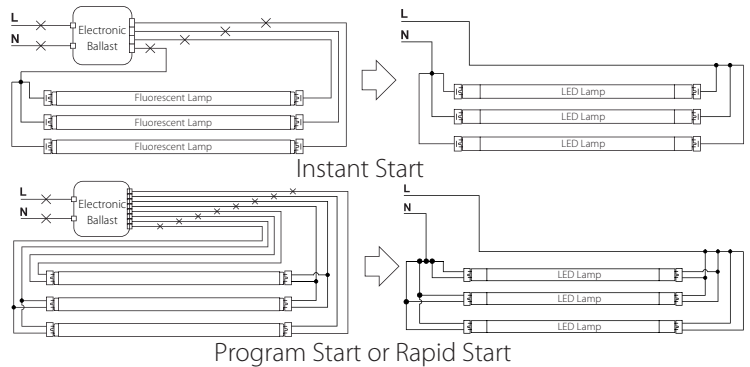 L
N
Electronic
Ballast
Fluorescent Lamp
Fluorescent Lamp
Fluorescent Lamp
L
N
LED Lamp
LED Lamp
LED Lamp
Instant Start
L
N
Electronic
Ballast
L
N
LED Lamp
LED Lamp
LED Lamp
Program Start or Rapid Start